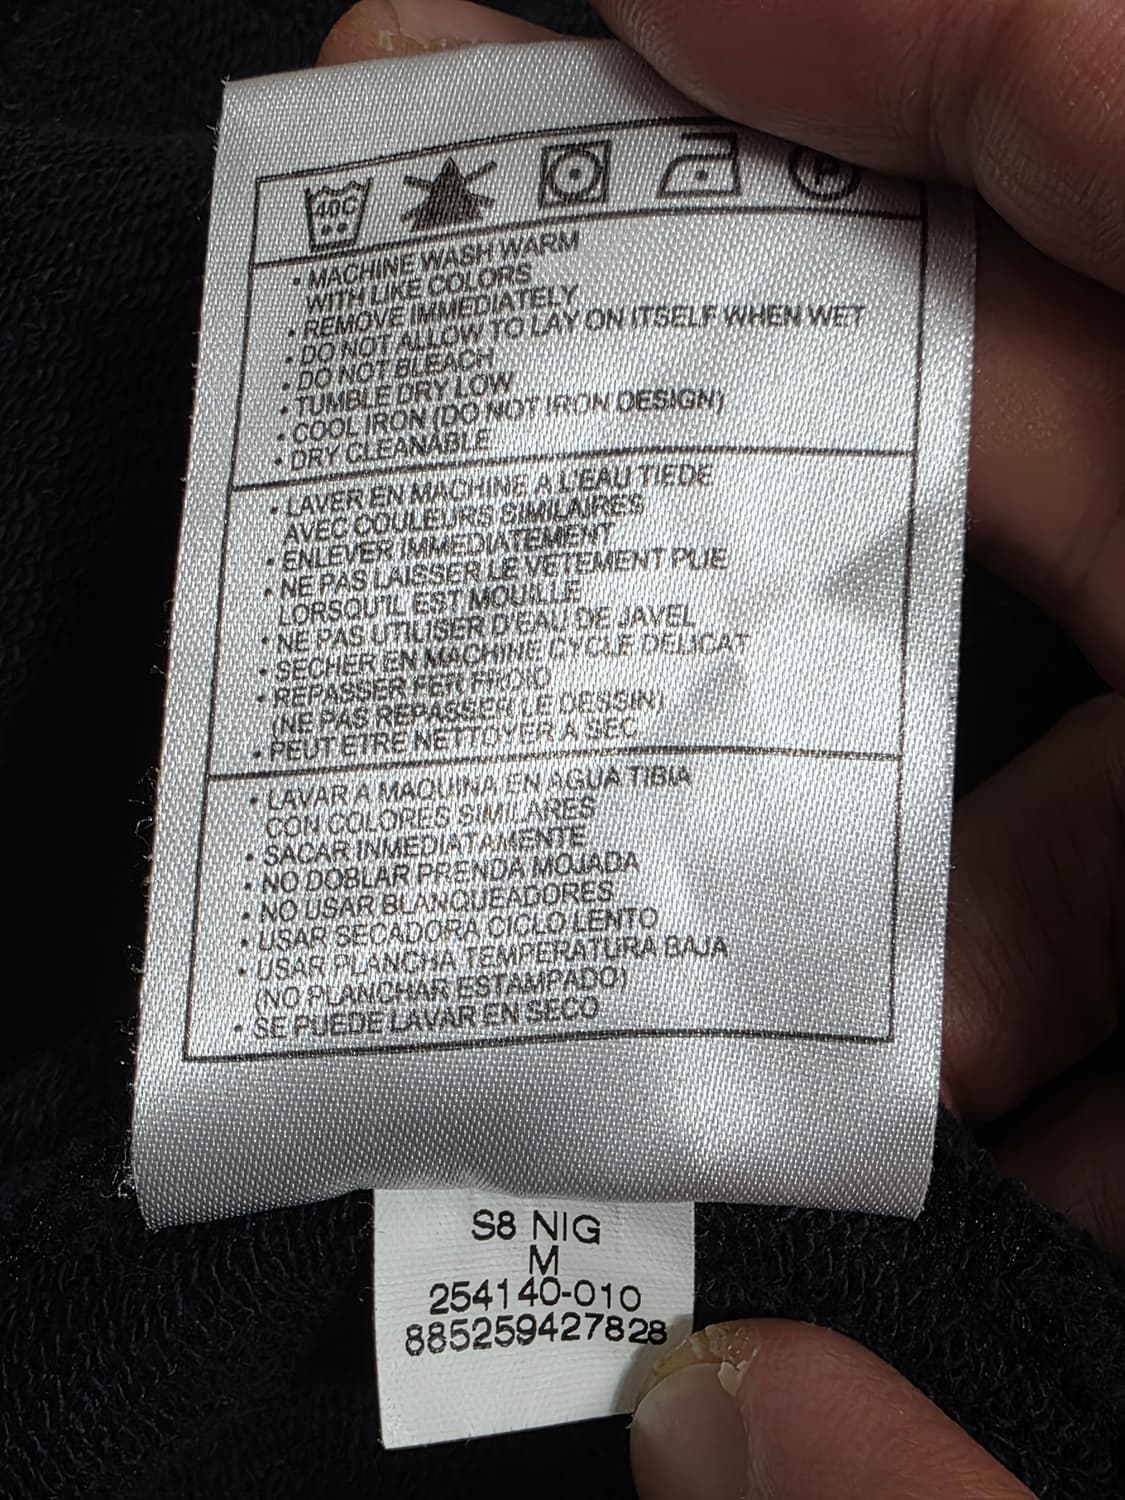 40C
P
• MACHINE WASH WARM
WITH LIKE COLORS
• REMOVE IMMEDIATELY
• DO NOT ALLOW TO LAY ON ITSELF WHEN WET
• DO NOT BLEACH
• TUMBLE DRY LOW
• COOL IRON (DO NOT IRON DESIGN)
• DRY CLEANABLE
• LAVER EN MACHINE A L'EAU TIEDE
AVEC COULEURS SIMILAIRES
• ENLEVER IMMEDIATEMENT
• NE PAS LAISSER LE VETEMENT PLIE
LORSQU'IL EST MOUILLE
• NE PAS UTILISER D'EAU DE JAVEL
• SECHER EN MACHINE CYCLE DELICAT
• REPASSER FER FROID
(NE PAS REPASSER LE DESSIN)
• PEUT ETRE NETTOYER A SEC
• LAVAR A MAQUINA EN AGUA TIBIA
CON COLORES SIMILARES
• SACAR INMEDIATAMENTE
• NO DOBLAR PRENDA MOJADA
• NO USAR BLANQUEADORES
• USAR SECADORA CICLO LENTO
• USAR PLANCHA TEMPERATURA BAJA
(NO PLANCHAR ESTAMPADO)
• SE PUEDE LAVAR EN SECO
S8 NIG
M
254140-010
885259427828